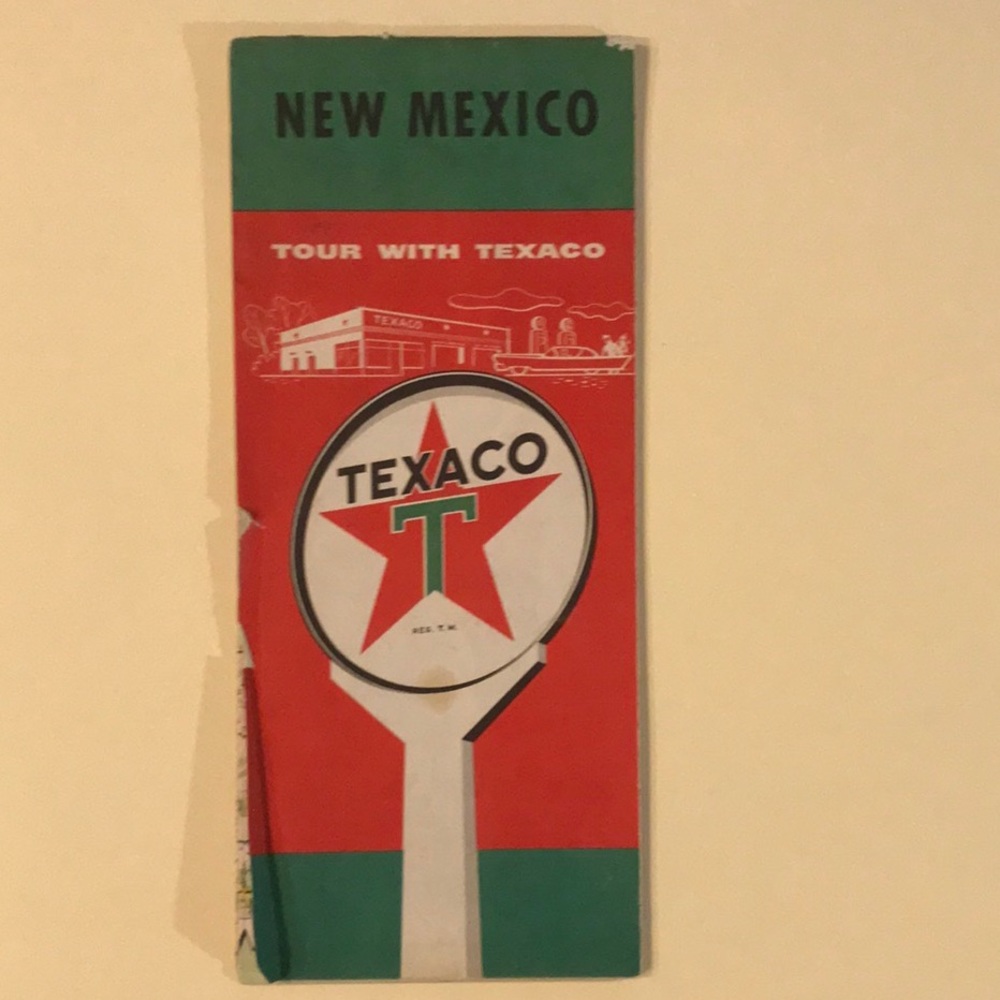 NEW MEXICO
TOUR WITH TEXACO
TEXACO
TEXACO
T
REG. T.M.